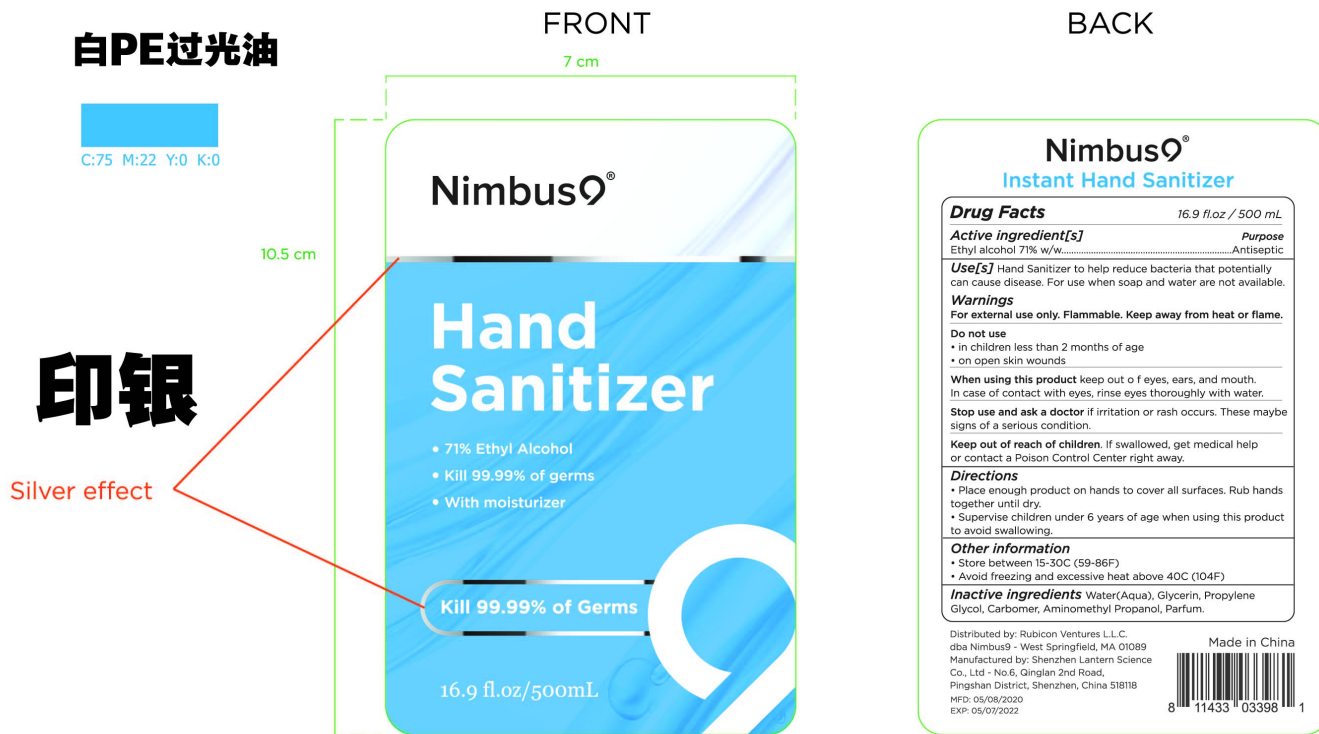 白PE过光油
C:75 M:22 Y:0 K:0
印银
Silver effect
FRONT
7 cm
10.5 cm
Nimbus9®
Hand
Sanitizer
• 71% Ethyl Alcohol
• Kill 99.99% of germs
• With moisturizer
Kill 99.99% of Germs
16.9 fl.oz/500mL
9
BACK
Nimbus9®
Instant Hand Sanitizer
Drug Facts 16.9 fl.oz / 500 mL
Active ingredient[s] Purpose
Ethyl alcohol 71% w/w........................................................Antiseptic
Use[s] Hand Sanitizer to help reduce bacteria that potentially
can cause disease. For use when soap and water are not available.
Warnings
For external use only. Flammable. Keep away from heat or flame.
Do not use
• in children less than 2 months of age
• on open skin wounds
When using this product keep out o f eyes, ears, and mouth.
In case of contact with eyes, rinse eyes thoroughly with water.
Stop use and ask a doctor if irritation or rash occurs. These maybe
signs of a serious condition.
Keep out of reach of children. If swallowed, get medical help
or contact a Poison Control Center right away.
Directions
• Place enough product on hands to cover all surfaces. Rub hands
together until dry.
• Supervise children under 6 years of age when using this product
to avoid swallowing.
Other information
• Store between 15-30C (59-86F)
• Avoid freezing and excessive heat above 40C (104F)
Inactive ingredients Water(Aqua), Glycerin, Propylene
Glycol, Carbomer, Aminomethyl Propanol, Parfum.
Distributed by: Rubicon Ventures L.L.C.
dba Nimbus9 - West Springfield, MA 01089
Manufactured by: Shenzhen Lantern Science
Co., Ltd - No.6, Qinglan 2nd Road,
Pingshan District, Shenzhen, China 518118
MFD: 05/08/2020
EXP: 05/07/2022
Made in China
8 11433 03398 1